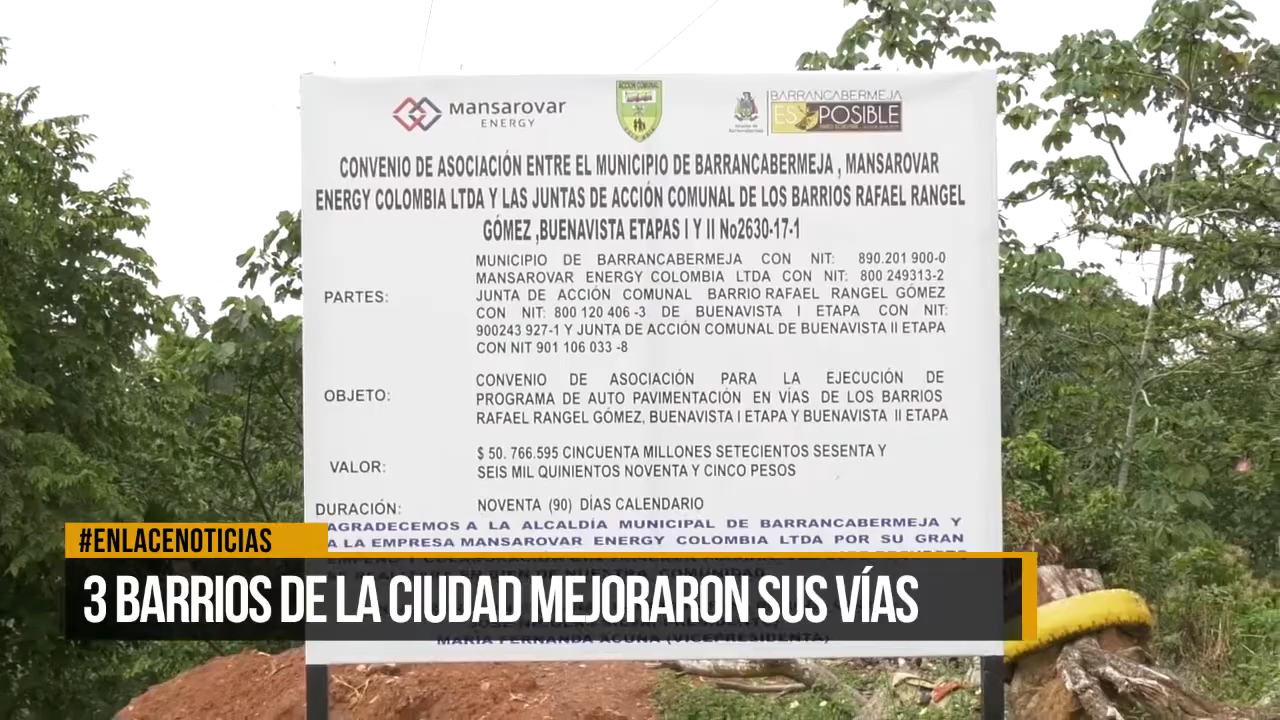 mansarovar
ENERGY
ACCIÓN COMUNAL
BARRANCABERMEJA
ES POSIBLE
CONVENIO DE ASOCIACIÓN ENTRE EL MUNICIPIO DE BARRANCABERMEJA , MANSAROVAR
ENERGY COLOMBIA LTDA Y LAS JUNTAS DE ACCIÓN COMUNAL DE LOS BARRIOS RAFAEL RANGEL
GÓMEZ ,BUENAVISTA ETAPAS I Y II No2630-17-1
PARTES:
MUNICIPIO DE BARRANCABERMEJA CON NIT: 890.201 900-0
MANSAROVAR ENERGY COLOMBIA LTDA CON NIT: 800 249313-2
JUNTA DE ACCIÓN COMUNAL BARRIO RAFAEL RANGEL GÓMEZ
CON NIT: 800 120 406 -3 DE BUENAVISTA I ETAPA CON NIT:
900243 927-1 Y JUNTA DE ACCIÓN COMUNAL DE BUENAVISTA II ETAPA
CON NIT 901 106 033 -8
OBJETO:
CONVENIO DE ASOCIACIÓN PARA LA EJECUCIÓN DE
PROGRAMA DE AUTO PAVIMENTACIÓN EN VÍAS DE LOS BARRIOS
RAFAEL RANGEL GÓMEZ, BUENAVISTA I ETAPA Y BUENAVISTA II ETAPA
VALOR:
$ 50. 766.595 CINCUENTA MILLONES SETECIENTOS SESENTA Y
SEIS MIL QUINIENTOS NOVENTA Y CINCO PESOS
DURACIÓN:
NOVENTA (90) DÍAS CALENDARIO
AGRADECEMOS A LA ALCALDÍA MUNICIPAL DE BARRANCABERMEJA Y
A LA EMPRESA MANSAROVAR ENERGY COLOMBIA LTDA POR SU GRAN
#ENLACENOTICIAS
3 BARRIOS DE LA CIUDAD MEJORARON SUS VÍAS
MARÍA FERNANDA ACUÑA (VICEPRESIDENTA)